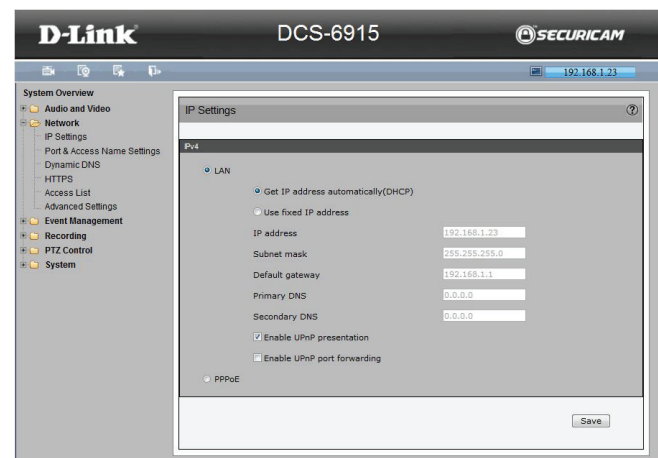 D-Link
DCS-6915
SECURICAM
192.168.1.23
System Overview
Audio and Video
Network
IP Settings
Port & Access Name Settings
Dynamic DNS
HTTPS
Access List
Advanced Settings
Event Management
Recording
PTZ Control
System
IP Settings
?
IPv4
LAN
Get IP address automatically(DHCP)
Use fixed IP address
IP address 192.168.1.23
Subnet mask 255.255.255.0
Default gateway 192.168.1.1
Primary DNS 0.0.0.0
Secondary DNS 0.0.0.0
Enable UPnP presentation
Enable UPnP port forwarding
PPPoE
Save